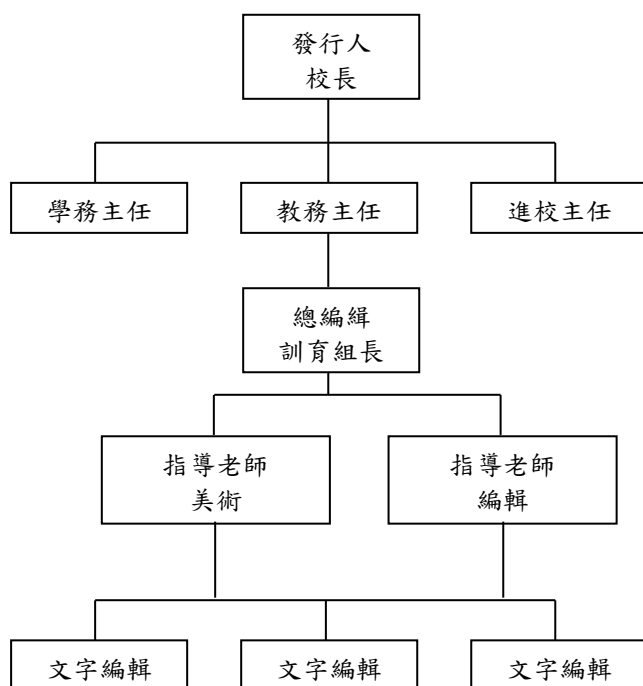 發行人
校長
學務主任
教務主任
進校主任
總編緝
訓育組長
指導老師
美術
指導老師
編輯
文字編輯
文字編輯
文字編輯